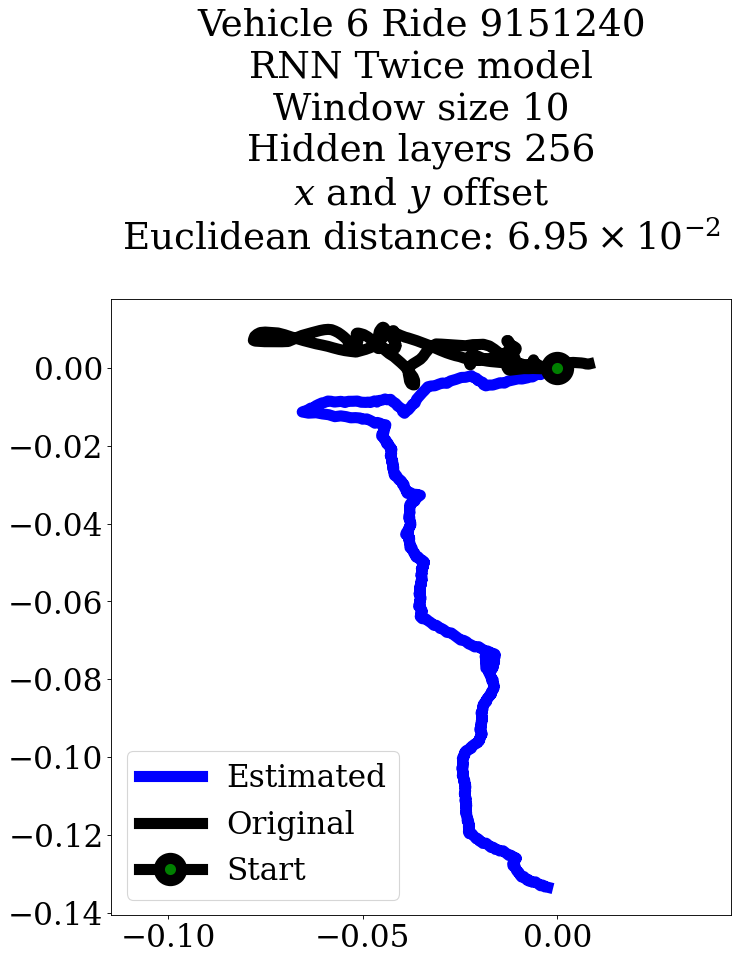 Vehicle 6 Ride 9151240
RNN Twice model
Window size 10
Hidden layers 256
x and y offset
Euclidean distance: 6.95 × 10⁻²
0.00
−0.02
−0.04
−0.06
−0.08
−0.10
−0.12
−0.14
Estimated
Original
Start
−0.10 −0.05 0.00